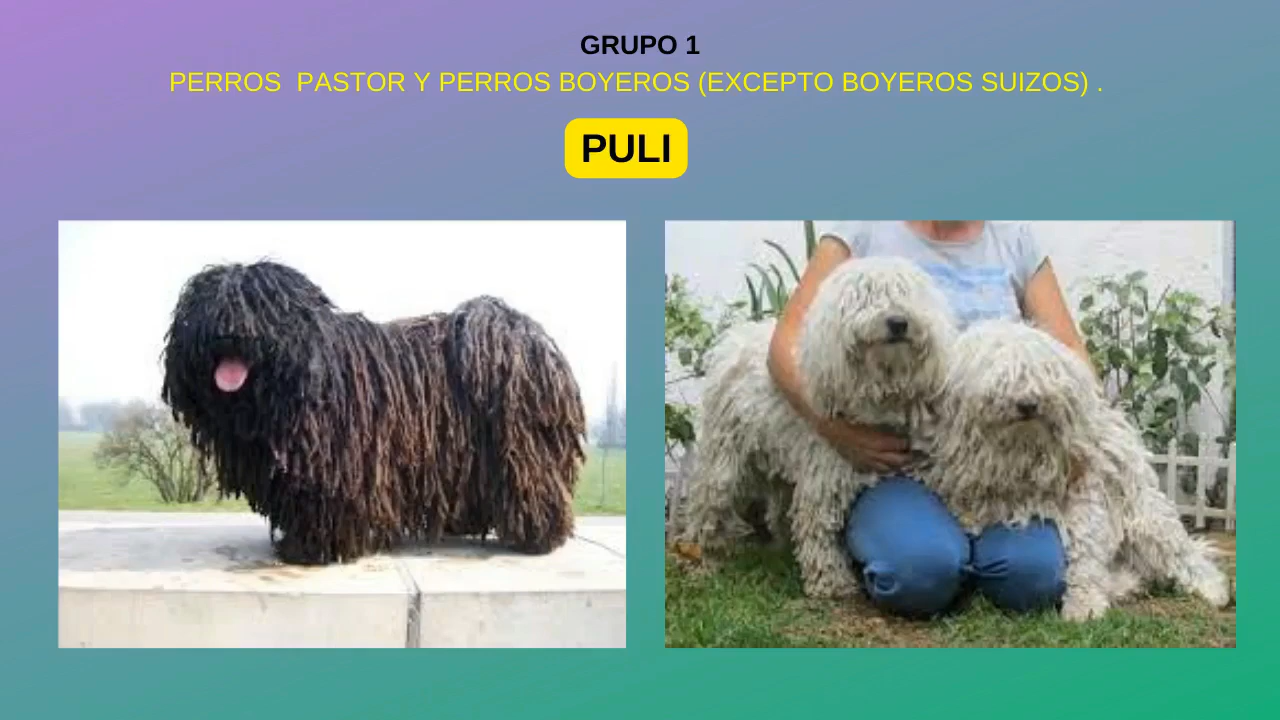 GRUPO 1
PERROS  PASTOR Y PERROS BOYEROS (EXCEPTO BOYEROS SUIZOS) .
PULI